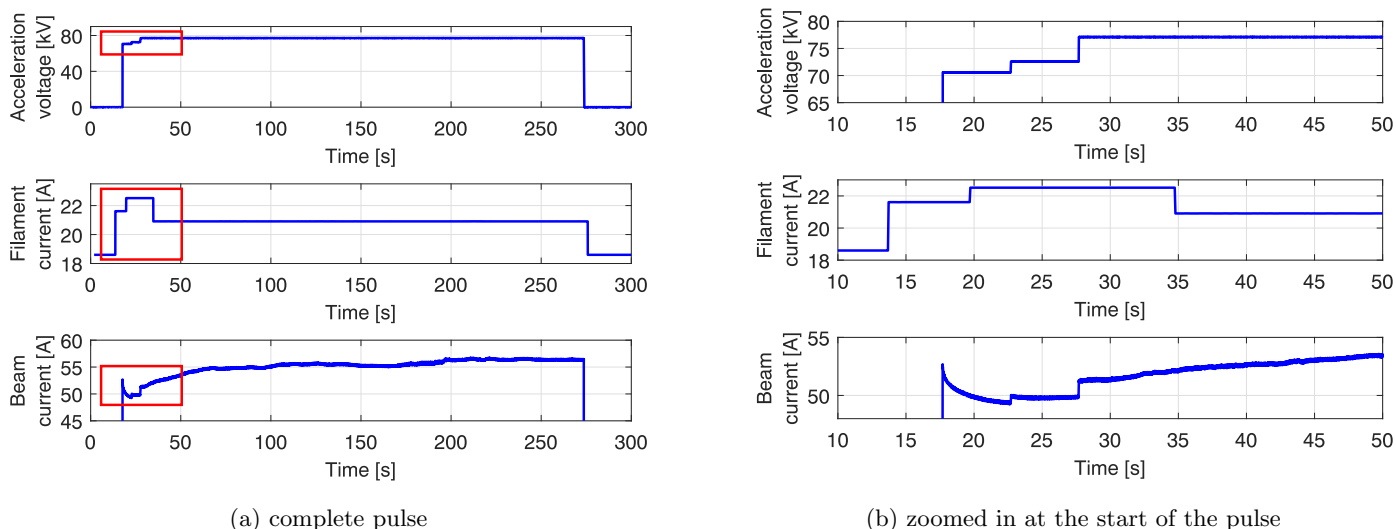 Acceleration
voltage [kV]
80
40
0
0 50 100 150 200 250 300
Time [s]
Filament
current [A]
22
20
18
0 50 100 150 200 250 300
Time [s]
Beam
current [A]
60
55
50
45
0 50 100 150 200 250 300
Time [s]
(a) complete pulse
Acceleration
voltage [kV]
80
75
70
65
10 15 20 25 30 35 40 45 50
Time [s]
Filament
current [A]
22
20
18
10 15 20 25 30 35 40 45 50
Time [s]
Beam
current [A]
55
50
10 15 20 25 30 35 40 45 50
Time [s]
(b) zoomed in at the start of the pulse